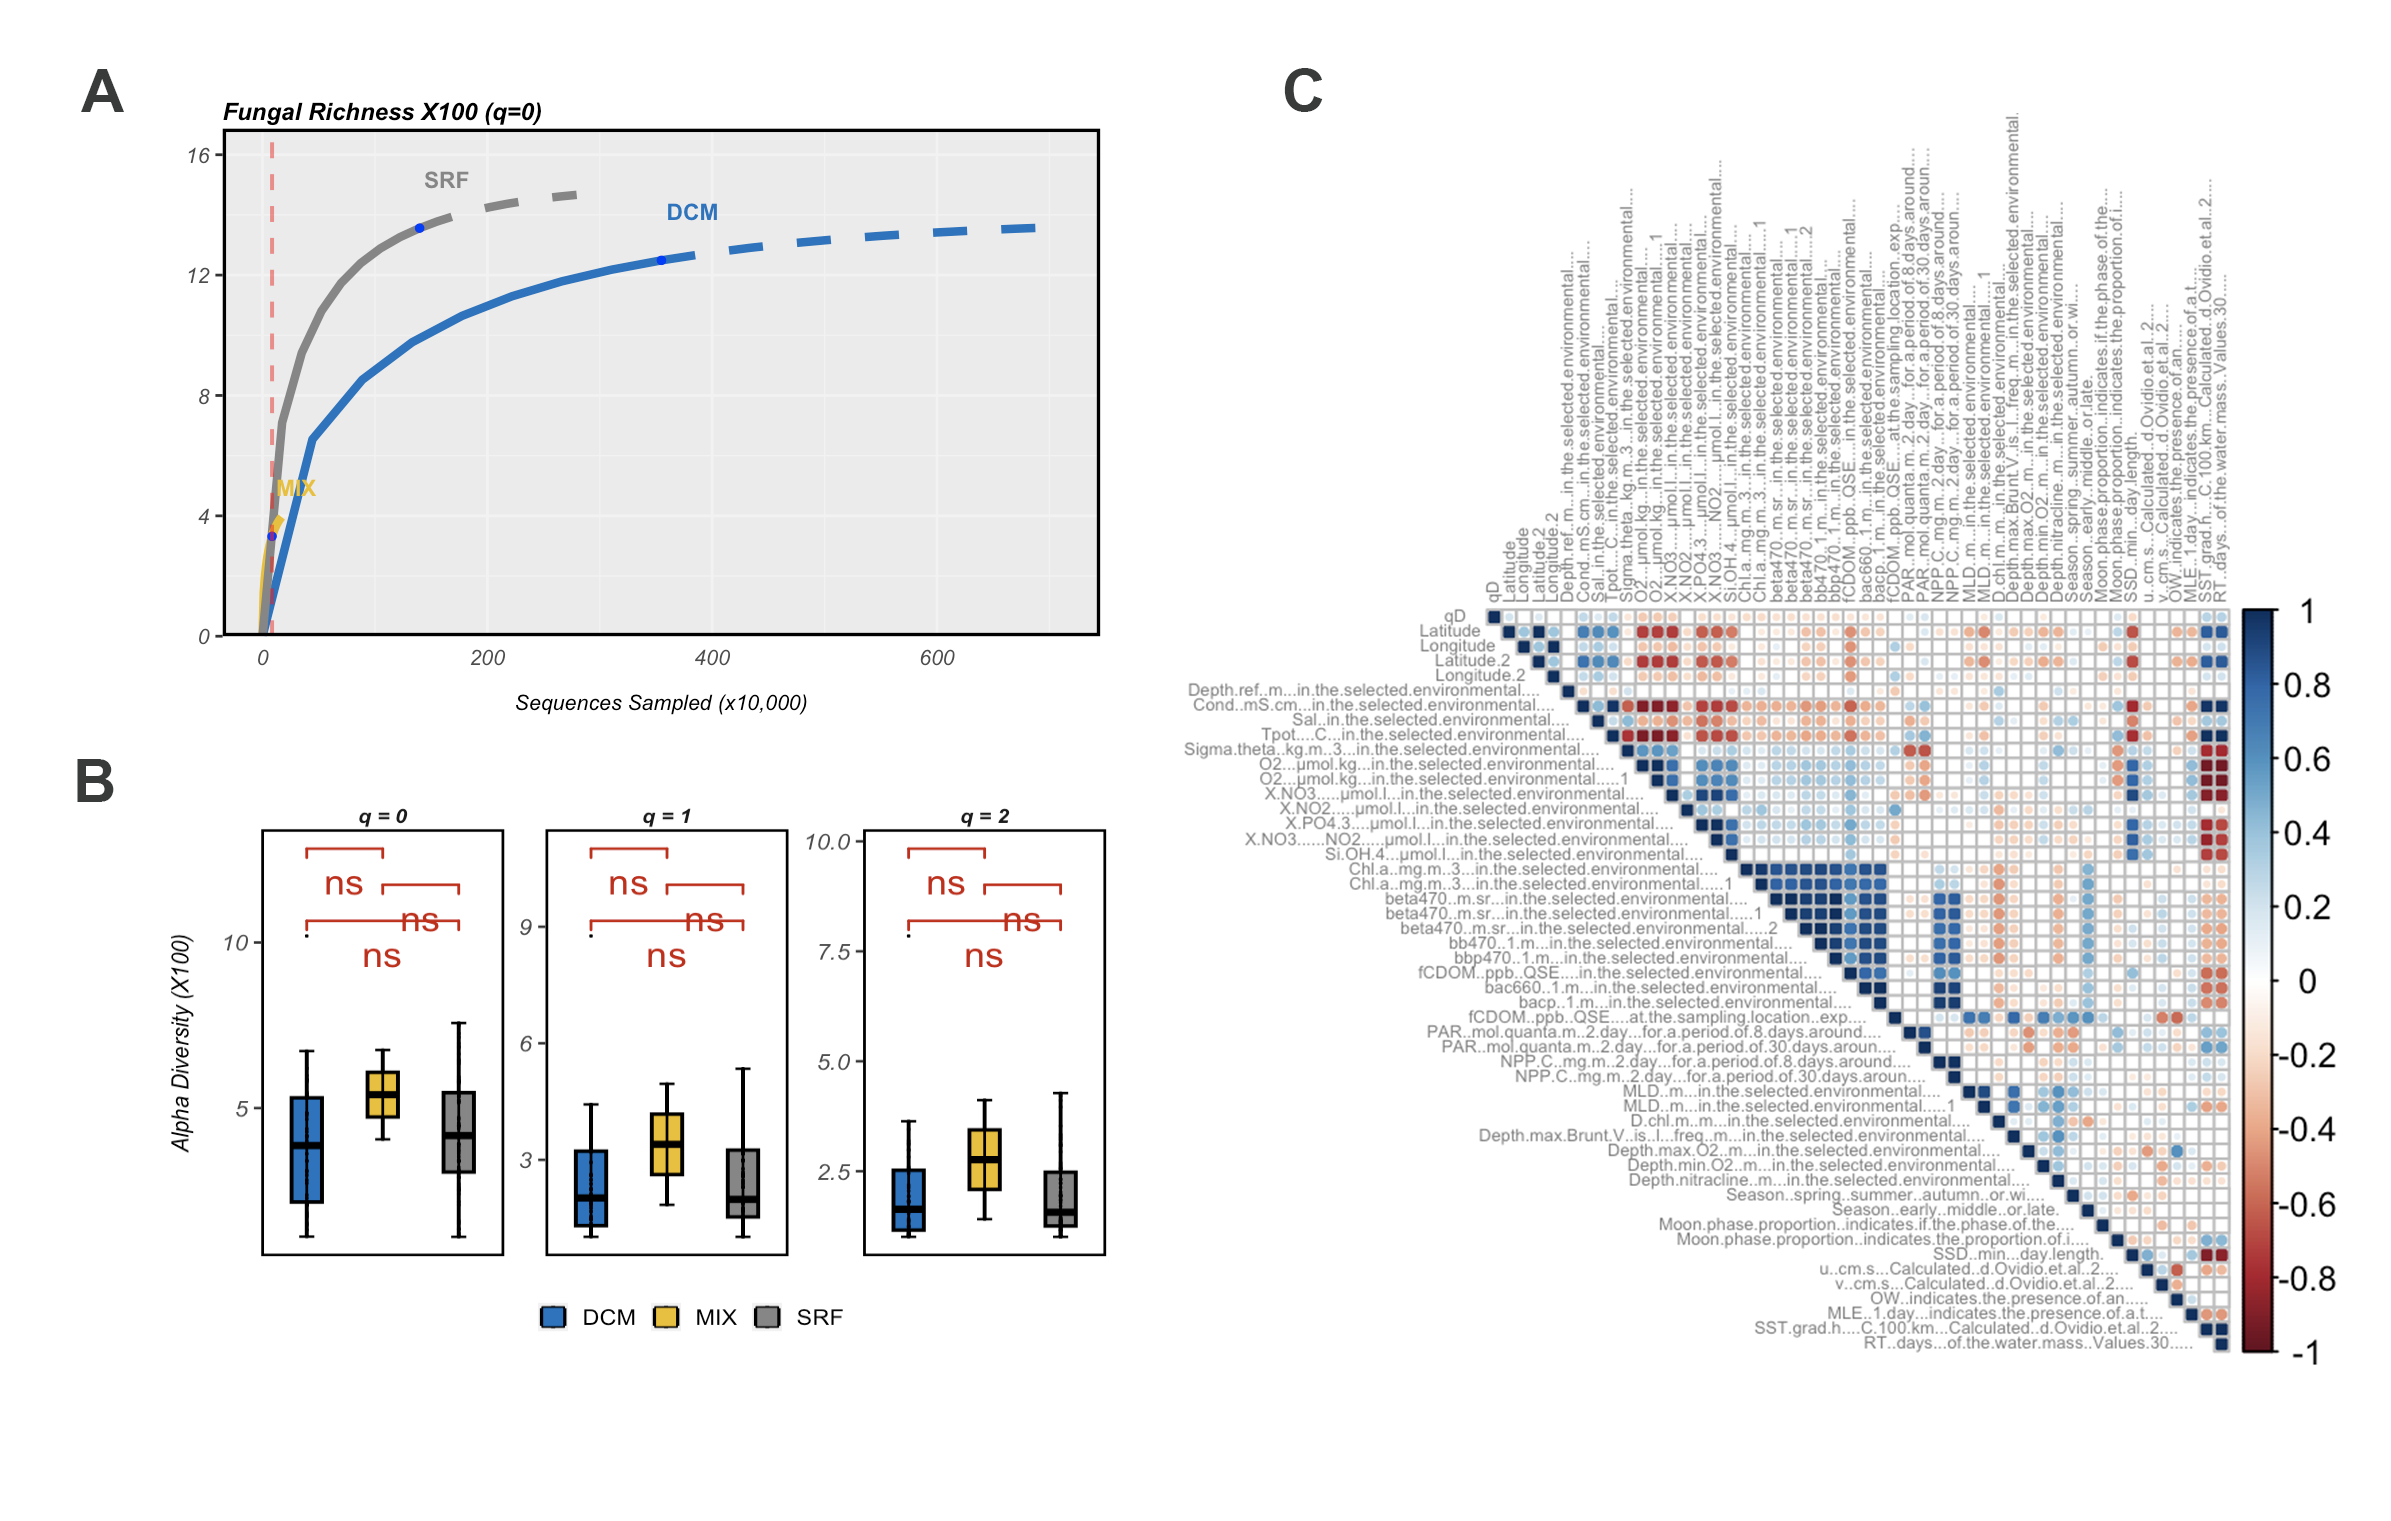 A
Fungal Richness X100 (q=0)
16
12
8
4
0
SRF
DCM
MIX
0 200 400 600
Sequences Sampled (x10,000)
B
Alpha Diversity (X100)
q = 0
10
5
ns
ns
ns
q = 1
9
6
3
ns
ns
ns
q = 2
10.0
7.5
5.0
2.5
ns
ns
ns
DCM MIX SRF
C
qD
Latitude
Longitude
Latitude.2
Longitude.2
Depth.ref..m...in.the.selected.environmental....
Cond..mS.cm...in.the.selected.environmental....
Sal..in.the.selected.environmental....
Tpot....C...in.the.selected.environmental....
Sigma.theta..kg.m..3...in.the.selected.environmental....
O2...µmol.kg...in.the.selected.environmental....
O2...µmol.kg...in.the.selected.environmental.....1
X.NO3.....µmol.l...in.the.selected.environmental....
X.NO2.....µmol.l...in.the.selected.environmental....
X.PO4.3....µmol.l...in.the.selected.environmental....
X.NO3......NO2.....µmol.l...in.the.selected.environmental....
Si.OH.4...µmol.l...in.the.selected.environmental....
Chl.a..mg.m..3...in.the.selected.environmental....
Chl.a..mg.m..3...in.the.selected.environmental.....1
beta470..m.sr...in.the.selected.environmental....
beta470..m.sr...in.the.selected.environmental.....1
beta470..m.sr...in.the.selected.environmental.....2
bb470..1.m...in.the.selected.environmental....
bbp470..1.m...in.the.selected.environmental....
fCDOM..ppb..QSE....in.the.selected.environmental....
bac660..1.m...in.the.selected.environmental....
bacp..1.m...in.the.selected.environmental....
fCDOM..ppb..QSE....at.the.sampling.location..exp....
PAR..mol.quanta.m..2.day...for.a.period.of.8.days.around....
PAR..mol.quanta.m..2.day...for.a.period.of.30.days.aroun....
NPP.C..mg.m..2.day...for.a.period.of.8.days.around....
NPP.C..mg.m..2.day...for.a.period.of.30.days.aroun....
MLD..m...in.the.selected.environmental....
MLD..m...in.the.selected.environmental.....1
D.chl.m..m...in.the.selected.environmental....
Depth.max.Brunt.V..is..l...freq..m...in.the.selected.environmental....
Depth.max.O2..m...in.the.selected.environmental....
Depth.min.O2..m...in.the.selected.environmental....
Depth.nitracline..m...in.the.selected.environmental....
Season..spring..summer..autumn..or.wi....
Season..early..middle..or.late.
Moon.phase.proportion..indicates.if.the.phase.of.the....
Moon.phase.proportion..indicates.the.proportion.of.i....
SSD..min...day.length.
u..cm.s...Calculated..d.Ovidio.et.al..2....
v..cm.s...Calculated..d.Ovidio.et.al..2....
OW..indicates.the.presence.of.an.....
MLE..1.day...indicates.the.presence.of.a.t....
SST.grad.h....C.100.km...Calculated..d.Ovidio.et.al..2....
RT..days...of.the.water.mass..Values.30.....
1
0.8
0.6
0.4
0.2
0
-0.2
-0.4
-0.6
-0.8
-1